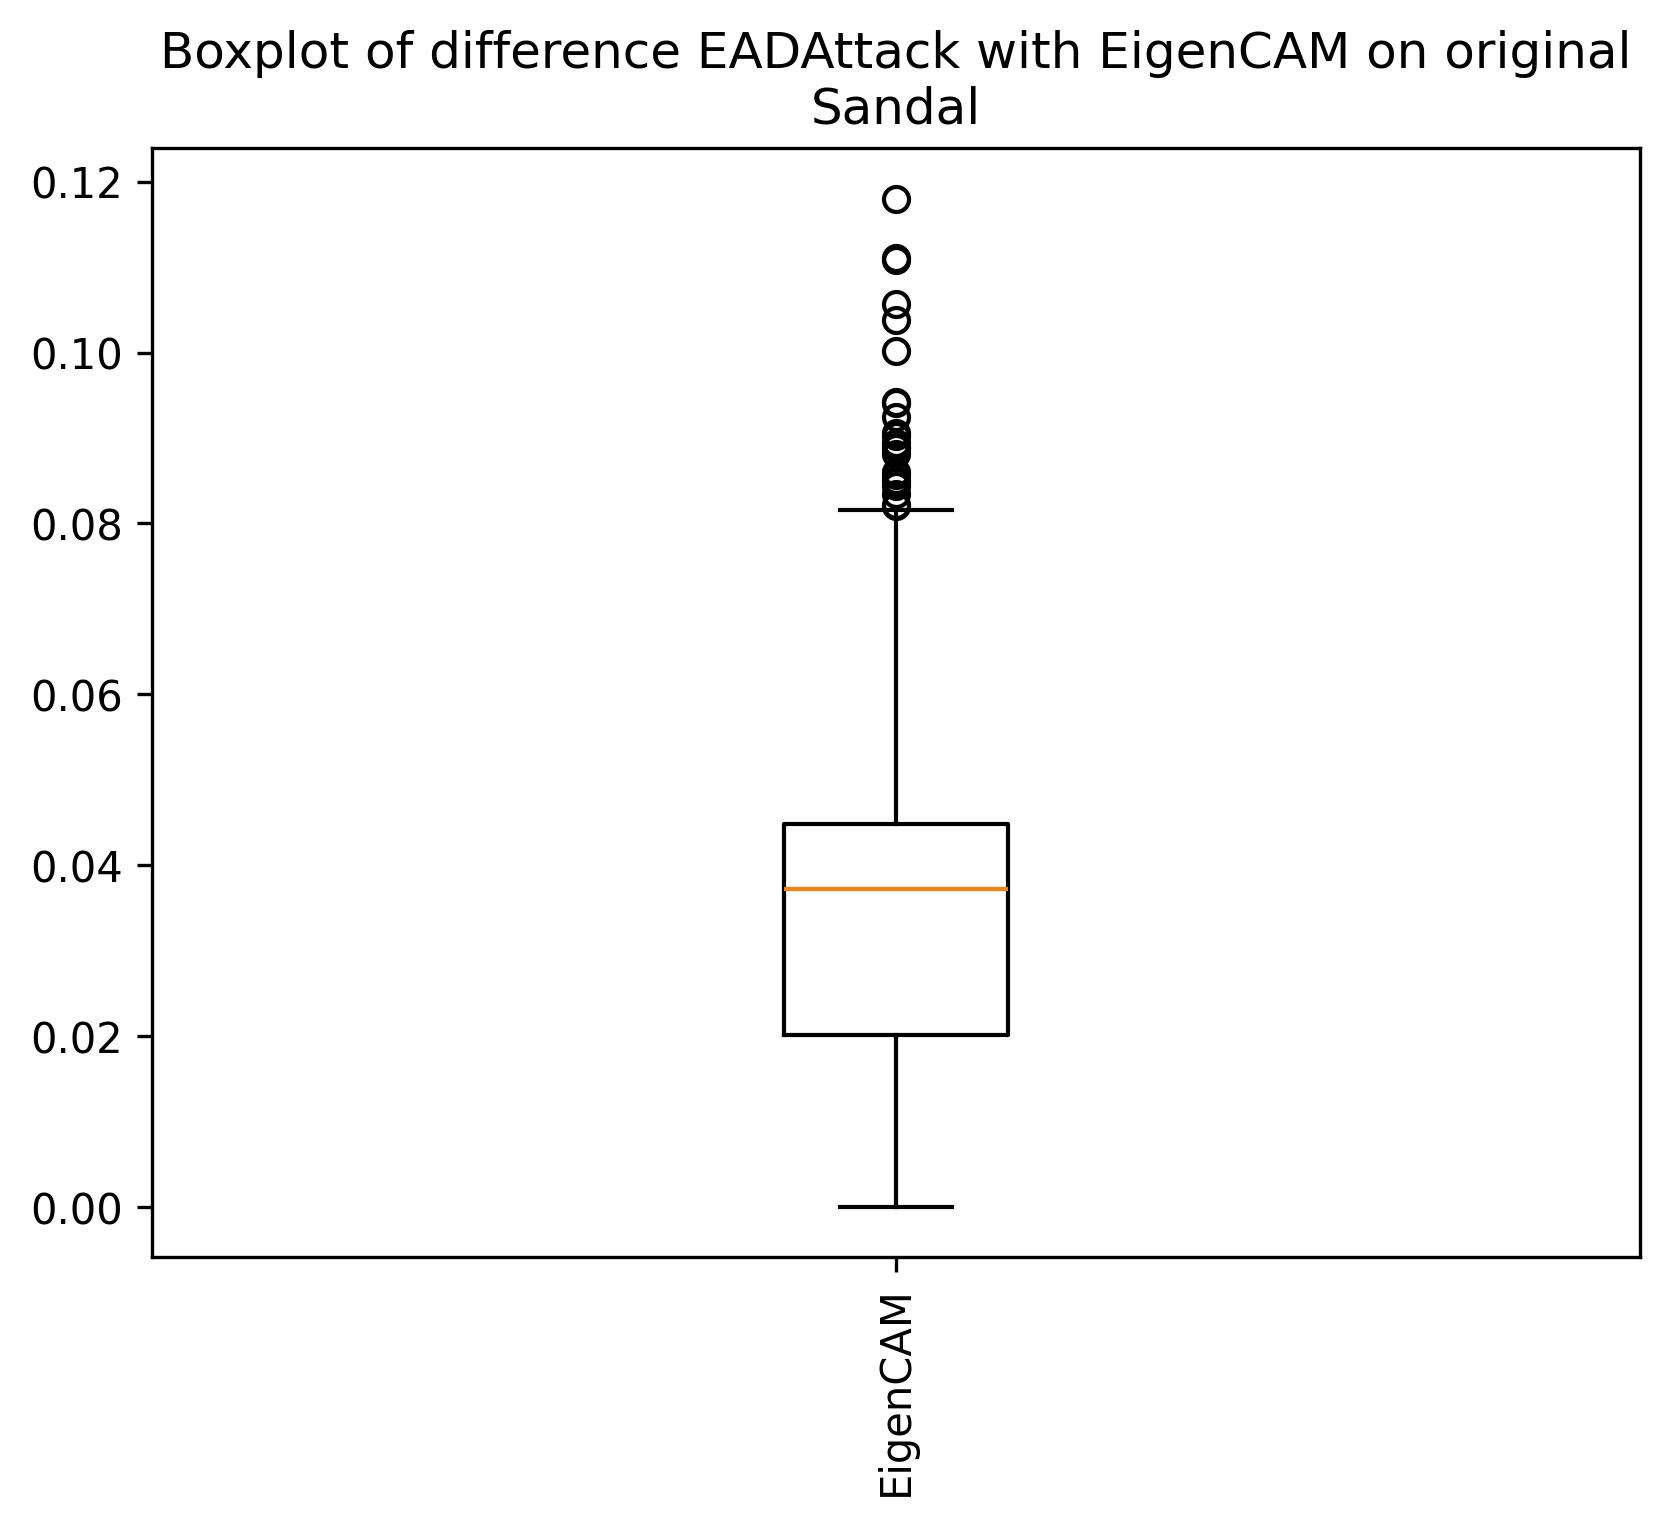 Boxplot of difference EADAttack with EigenCAM on original
Sandal
0.12
0.10
0.08
0.06
0.04
0.02
0.00
EigenCAM